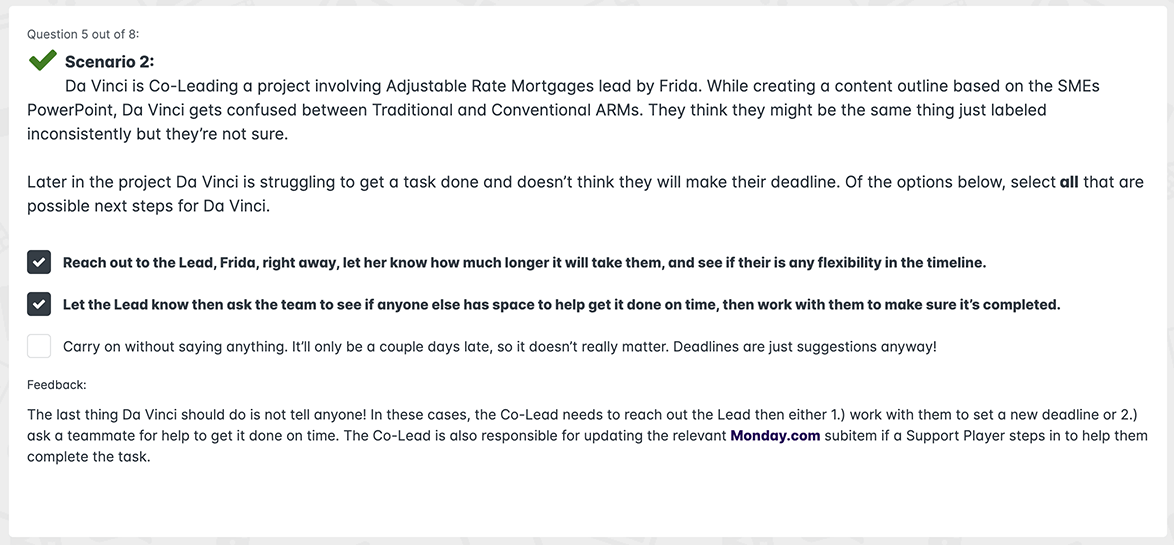 Question 5 out of 8:
Scenario 2:
Da Vinci is Co-Leading a project involving Adjustable Rate Mortgages lead by Frida. While creating a content outline based on the SMEs
PowerPoint, Da Vinci gets confused between Traditional and Conventional ARMs. They think they might be the same thing just labeled
inconsistently but they're not sure.
Later in the project Da Vinci is struggling to get a task done and doesn't think they will make their deadline. Of the options below, select all that are
possible next steps for Da Vinci.
Reach out to the Lead, Frida, right away, let her know how much longer it will take them, and see if their is any flexibility in the timeline.
Let the Lead know then ask the team to see if anyone else has space to help get it done on time, then work with them to make sure it's completed.
Carry on without saying anything. It'll only be a couple days late, so it doesn't really matter. Deadlines are just suggestions anyway!
Feedback:
The last thing Da Vinci should do is not tell anyone! In these cases, the Co-Lead needs to reach out the Lead then either 1.) work with them to set a new deadline or 2.)
ask a teammate for help to get it done on time. The Co-Lead is also responsible for updating the relevant Monday.com subitem if a Support Player steps in to help them
complete the task.